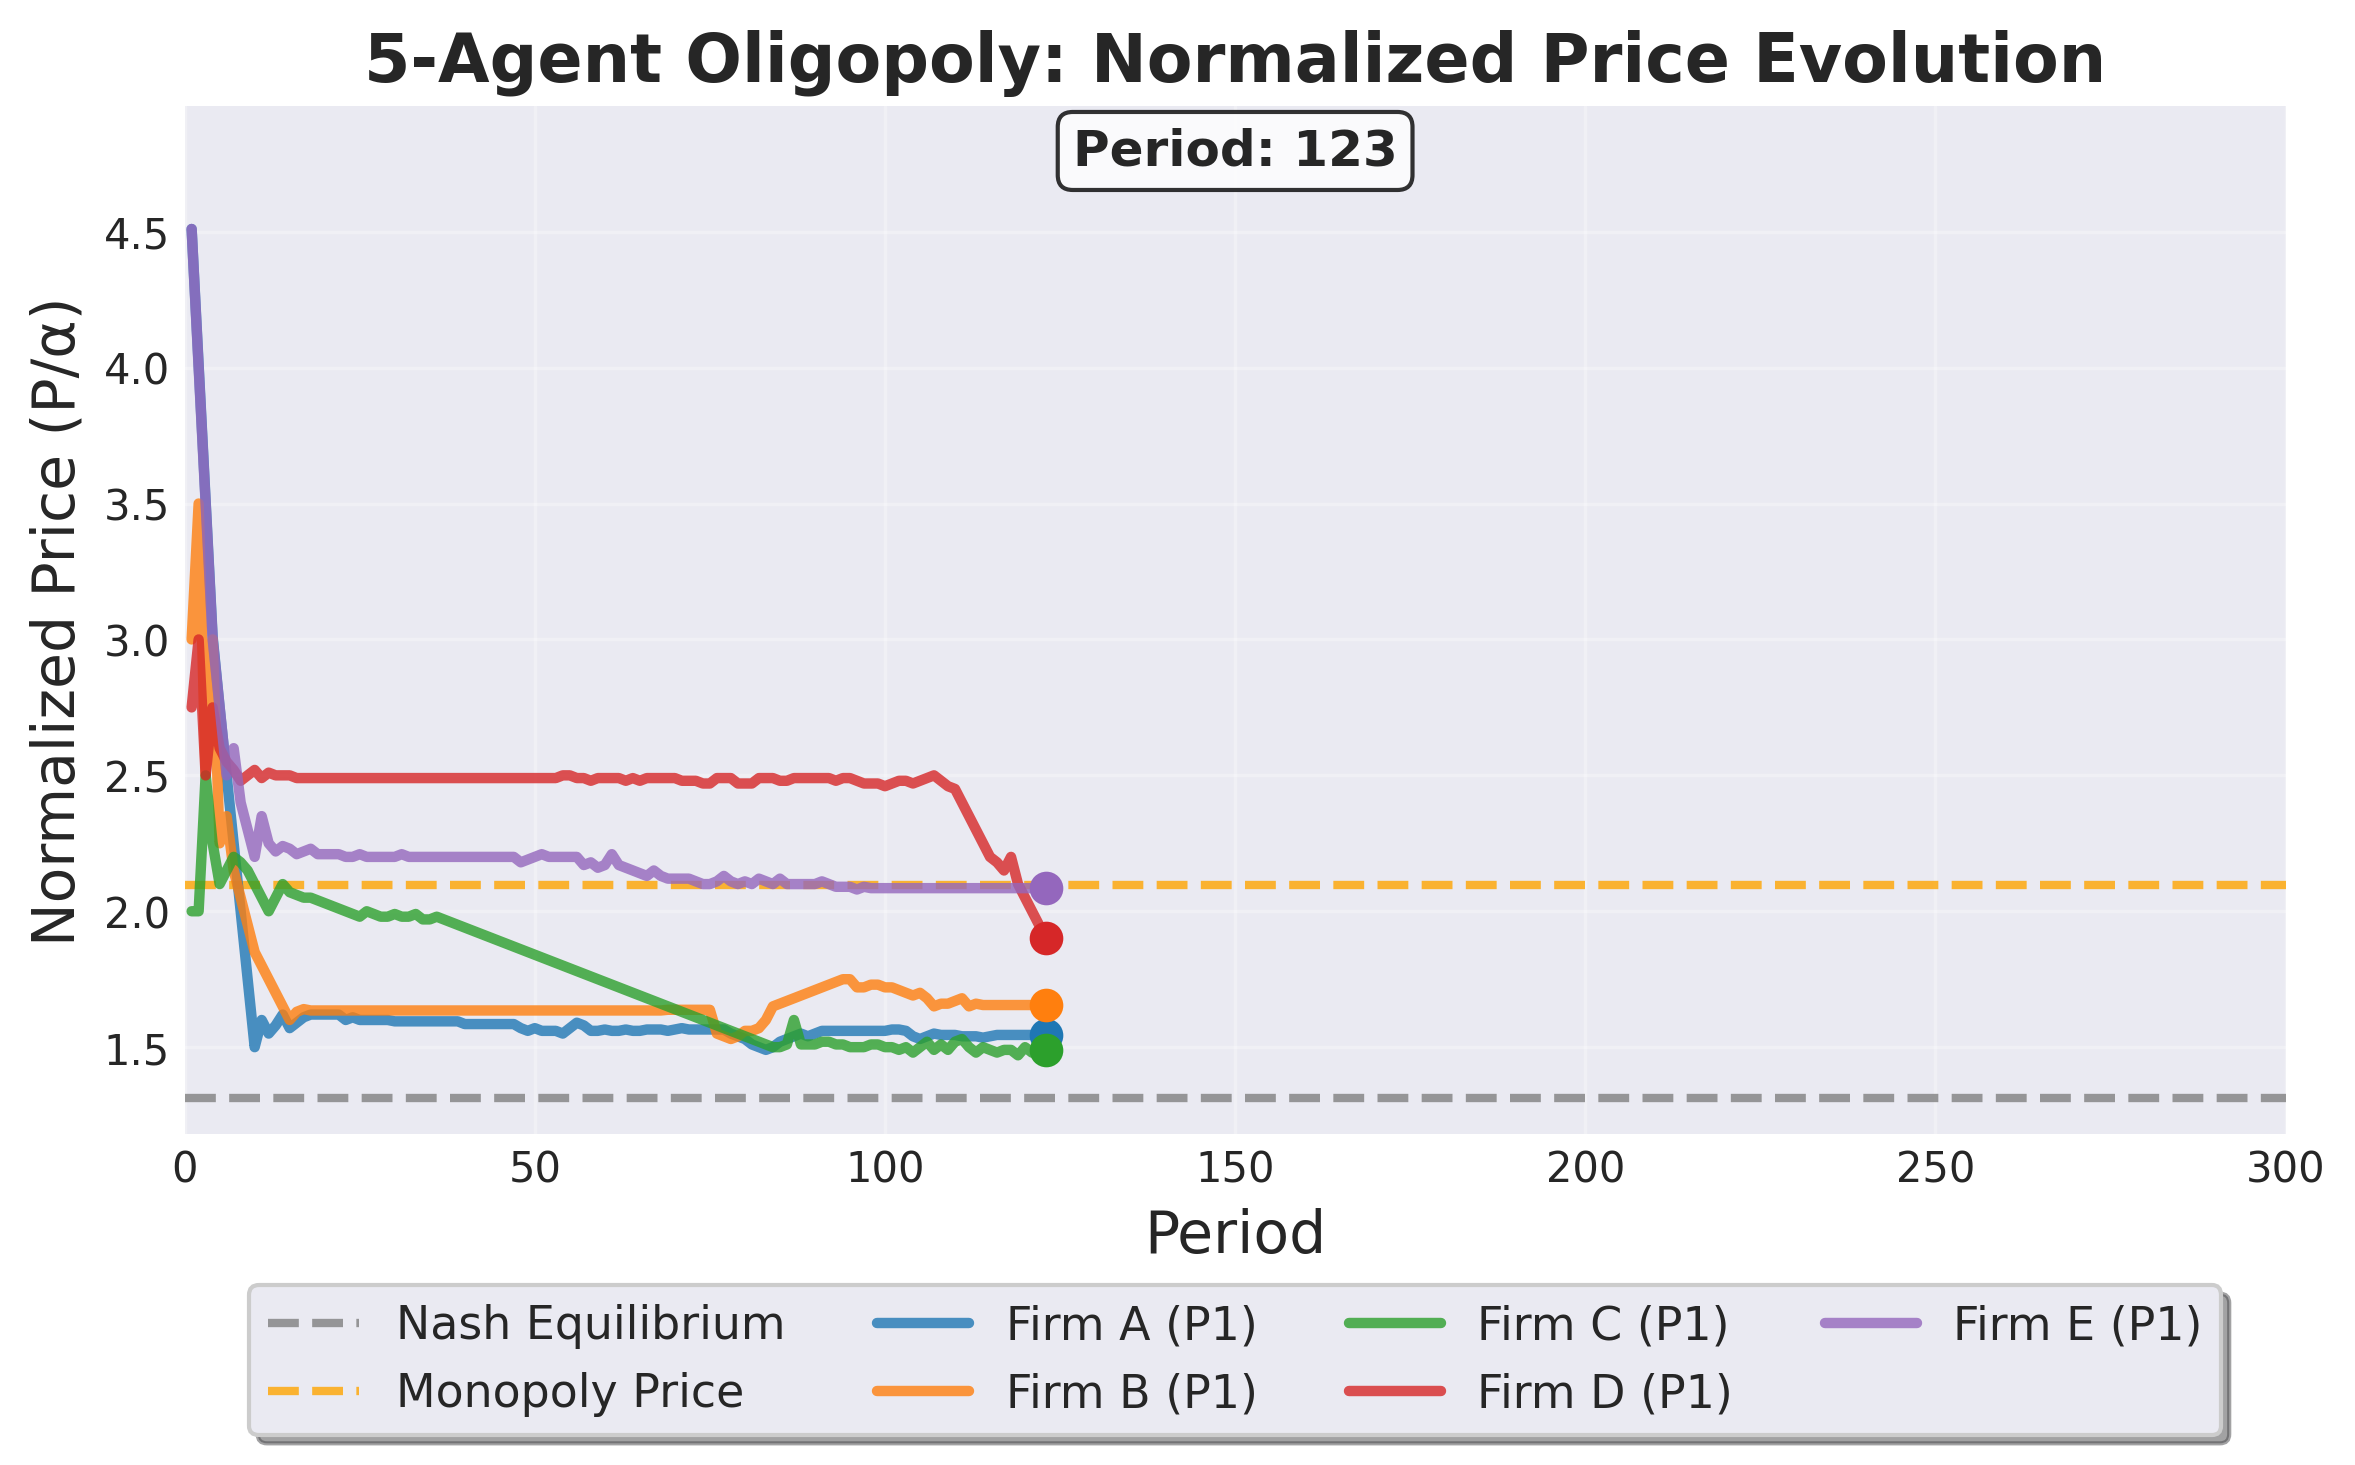 5-Agent Oligopoly: Normalized Price Evolution
Period: 123
Normalized Price (P/α)
4.5
4.0
3.5
3.0
2.5
2.0
1.5
0 50 100 150 200 250 300
Period
Nash Equilibrium
Monopoly Price
Firm A (P1)
Firm B (P1)
Firm C (P1)
Firm D (P1)
Firm E (P1)